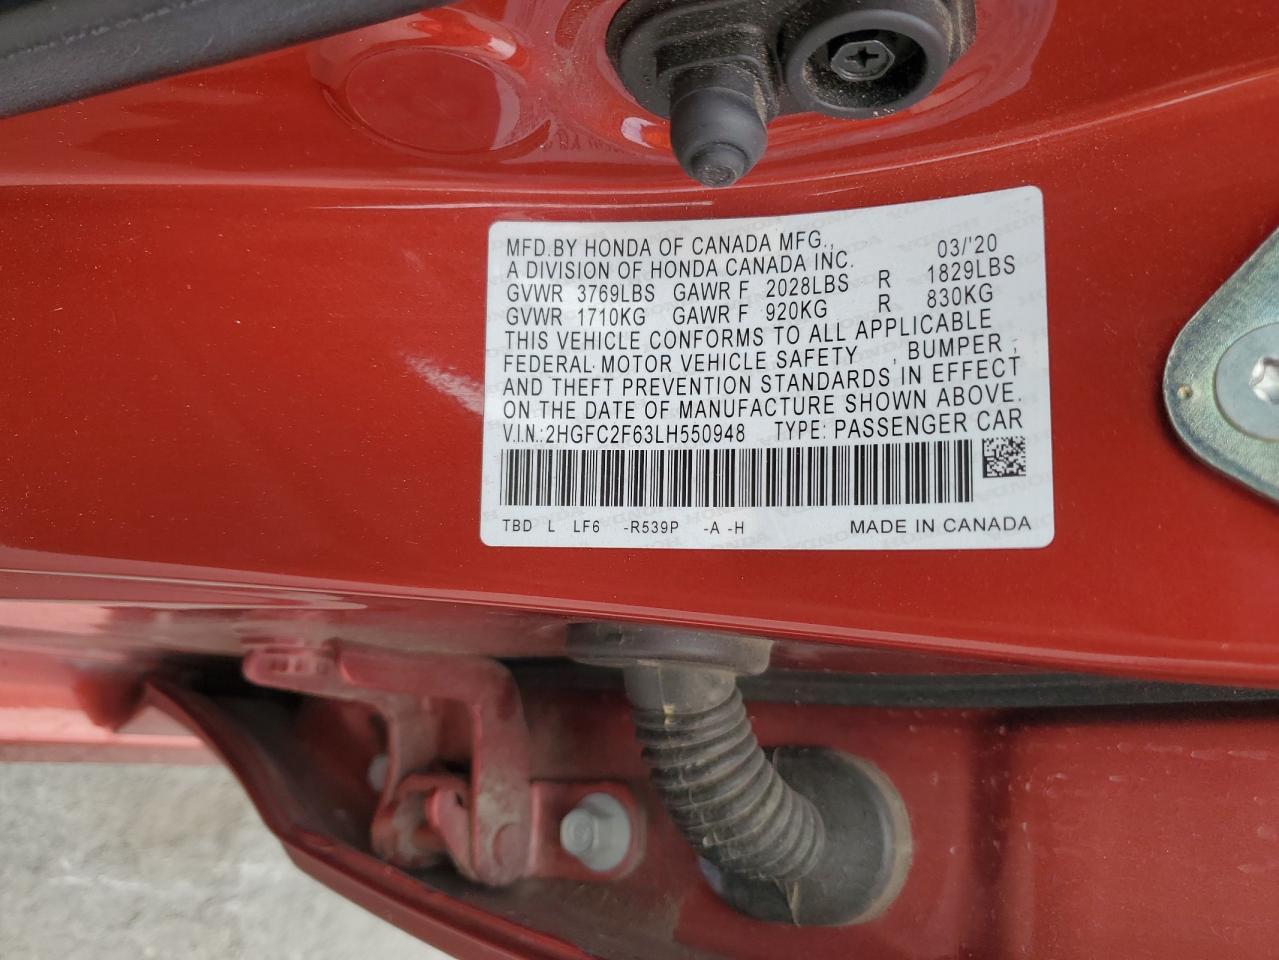 MFD. BY HONDA OF CANADA MFG., 03/'20
A DIVISION OF HONDA CANADA INC.
GVWR 3769LBS GAWR F 2028LBS R 1829LBS
GVWR 1710KG GAWR F 920KG R 830KG
THIS VEHICLE CONFORMS TO ALL APPLICABLE
FEDERAL MOTOR VEHICLE SAFETY , BUMPER ,
AND THEFT PREVENTION STANDARDS IN EFFECT
ON THE DATE OF MANUFACTURE SHOWN ABOVE.
V.I.N.:2HGFC2F63LH550948 TYPE: PASSENGER CAR
TBD L LF6 -R539P -A -H MADE IN CANADA